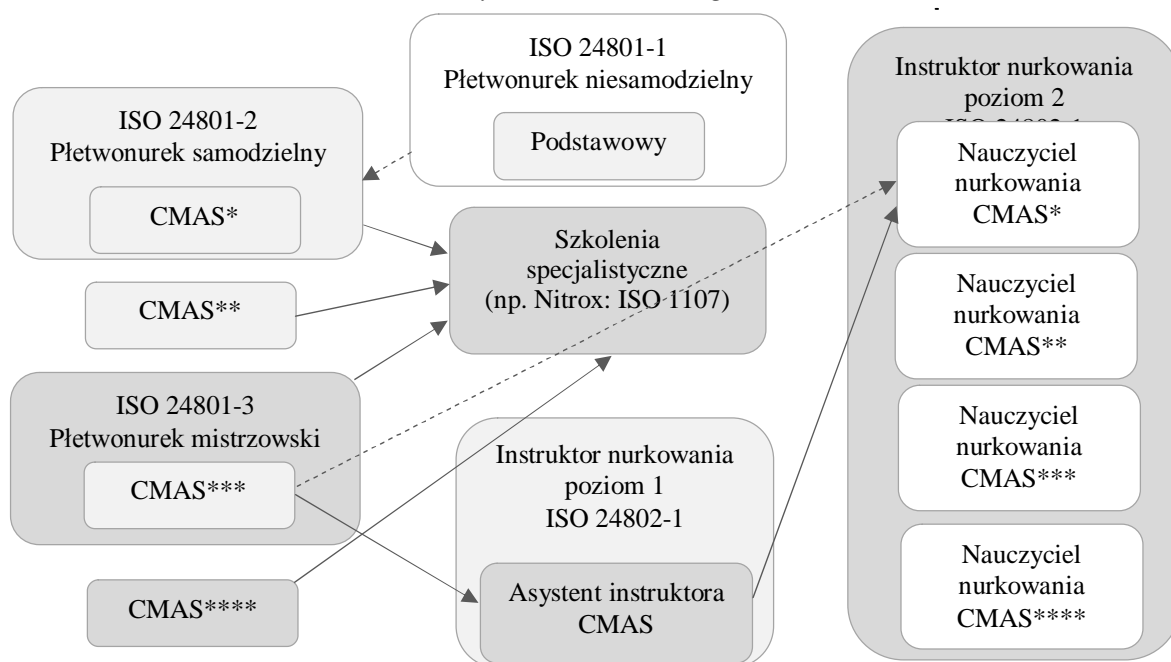 ISO 24801-1
Płetwonurek niesamodzielny
Podstawowy
ISO 24801-2
Płetwonurek samodzielny
CMAS*
CMAS**
ISO 24801-3
Płetwonurek mistrzowski
CMAS***
CMAS****
Szkolenia
specjalistyczne
(np. Nitrox: ISO 1107)
Instruktor nurkowania
poziom 1
ISO 24802-1
Asystent instruktora
CMAS
Instruktor nurkowania
poziom 2
Nauczyciel
nurkowania
CMAS*
Nauczyciel
nurkowania
CMAS**
Nauczyciel
nurkowania
CMAS***
Nauczyciel
nurkowania
CMAS****